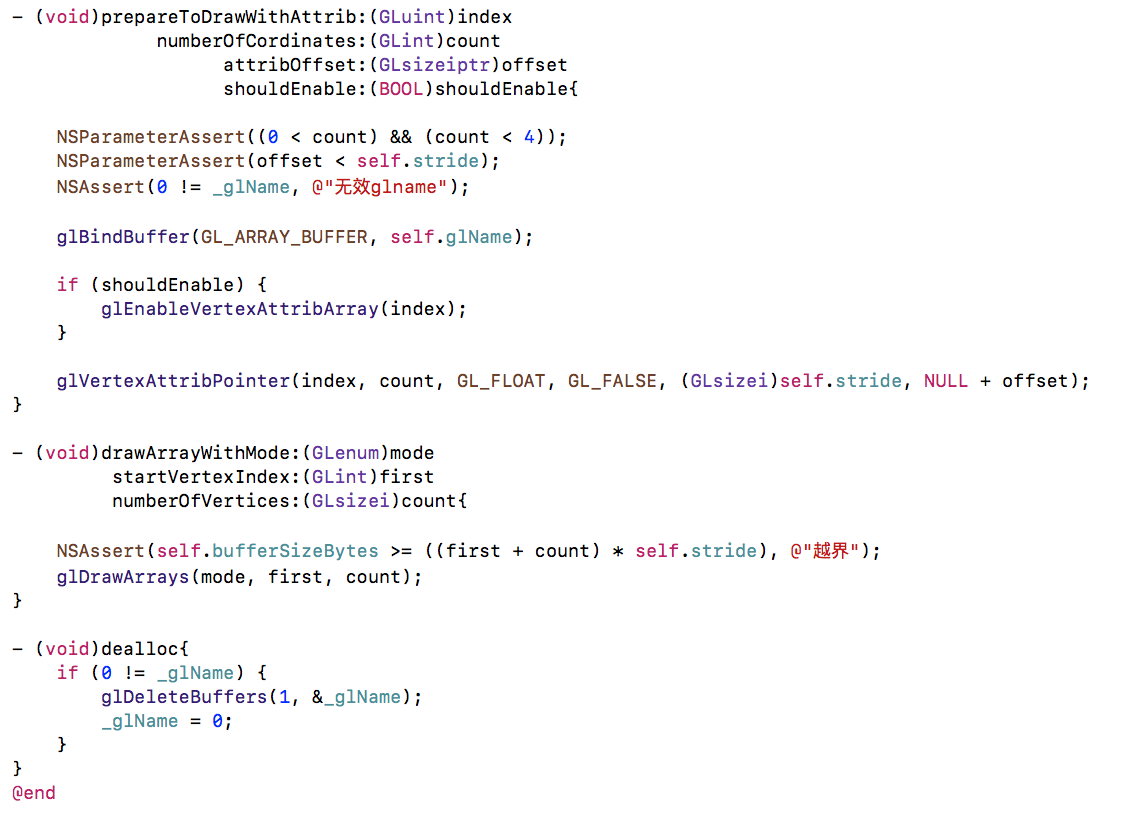 - (void)prepareToDrawWithAttrib:(GLuint)index
             numberOfCordinates:(GLint)count
                   attribOffset:(GLsizeiptr)offset
                   shouldEnable:(BOOL)shouldEnable{
    NSParameterAssert((0 < count) && (count < 4));
    NSParameterAssert(offset < self.stride);
    NSAssert(0 != _glName, @"无效glname");
    glBindBuffer(GL_ARRAY_BUFFER, self.glName);
    if (shouldEnable) {
        glEnableVertexAttribArray(index);
    }
    glVertexAttribPointer(index, count, GL_FLOAT, GL_FALSE, (GLsizei)self.stride, NULL + offset);
}
- (void)drawArrayWithMode:(GLenum)mode
         startVertexIndex:(GLint)first
         numberOfVertices:(GLsizei)count{
    NSAssert(self.bufferSizeBytes >= ((first + count) * self.stride), @"越界");
    glDrawArrays(mode, first, count);
}
- (void)dealloc{
    if (0 != _glName) {
        glDeleteBuffers(1, &_glName);
        _glName = 0;
    }
}
@end